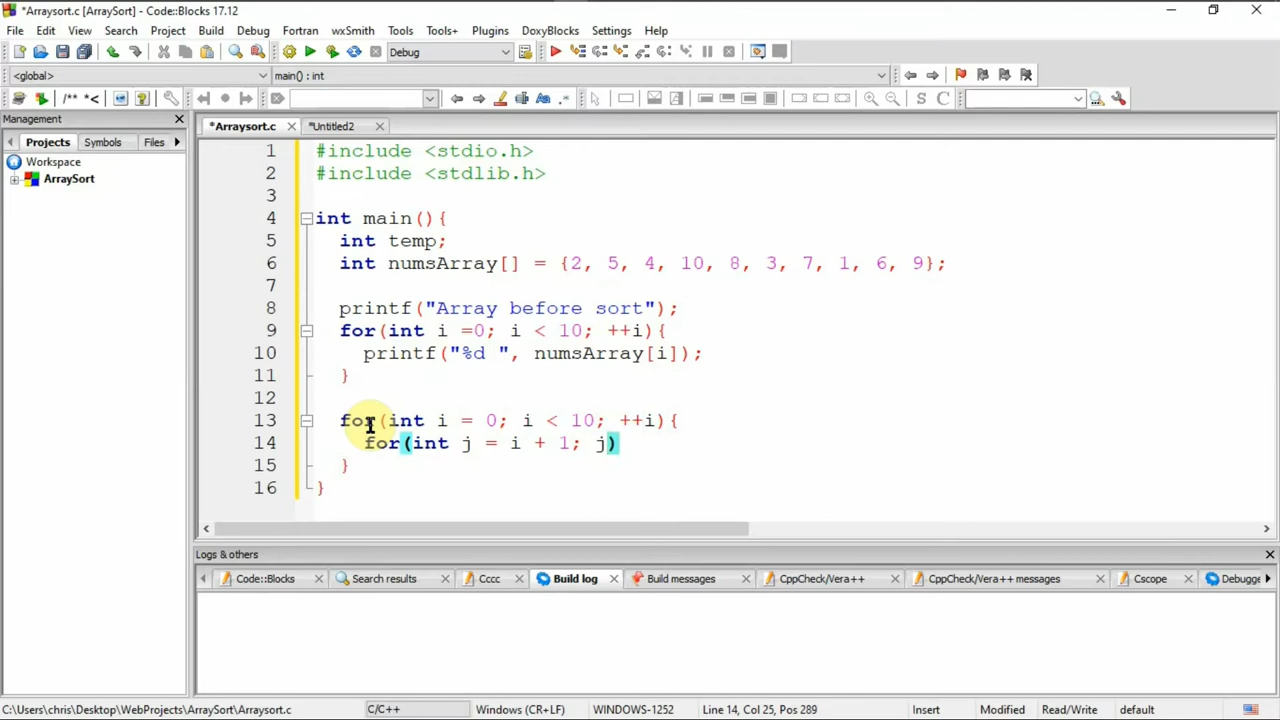 *Arraysort.c [ArraySort] - Code::Blocks 17.12
File Edit View Search Project Build Debug Fortran wxSmith Tools Tools+ Plugins DoxyBlocks Settings Help
Debug
<global> main() : int
/** *< S C
Management
Projects Symbols Files
Workspace
ArraySort
*Arraysort.c *Untitled2
1 #include <stdio.h>
2 #include <stdlib.h>
3
4 int main(){
5 int temp;
6 int numsArray[] = {2, 5, 4, 10, 8, 3, 7, 1, 6, 9};
7
8 printf("Array before sort");
9 for(int i =0; i < 10; ++i){
10 printf("%d ", numsArray[i]);
11 }
12
13 for(int i = 0; i < 10; ++i){
14 for(int j = i + 1; j)
15 }
16 }
Logs & others
Code::Blocks Search results Cccc Build log Build messages CppCheck/Vera++ CppCheck/Vera++ messages Cscope Debugge
C:\Users\chris\Desktop\WebProjects\ArraySort\Arraysort.c C/C++ Windows (CR+LF) WINDOWS-1252 Line 14, Col 25, Pos 289 Insert Modified Read/Write default